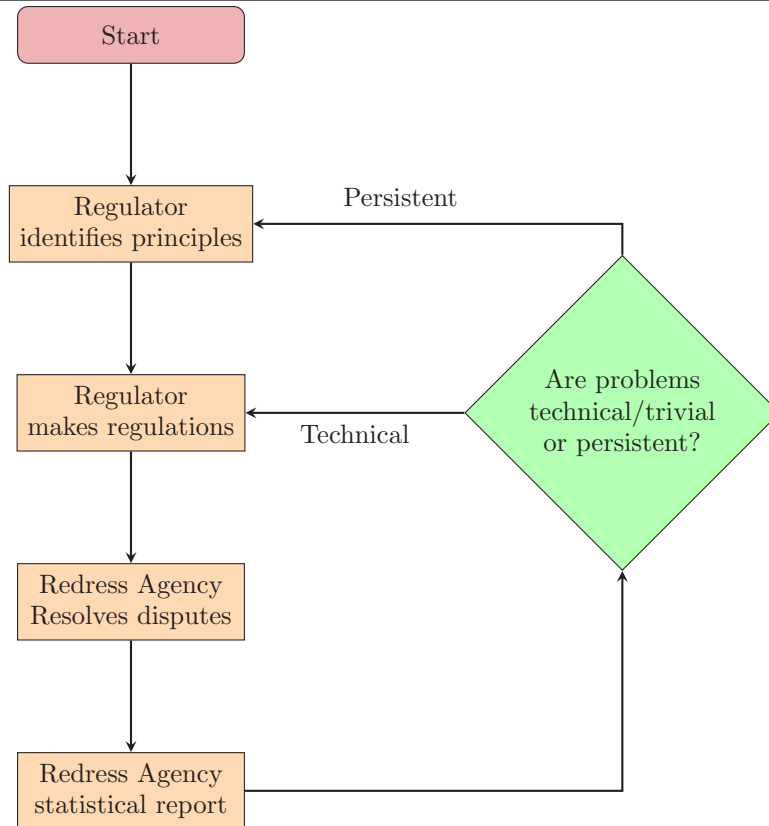 Start
Regulator
identifies principles
Persistent
Regulator
makes regulations
Technical
Are problems
technical/trivial
or persistent?
Redress Agency
Resolves disputes
Redress Agency
statistical report